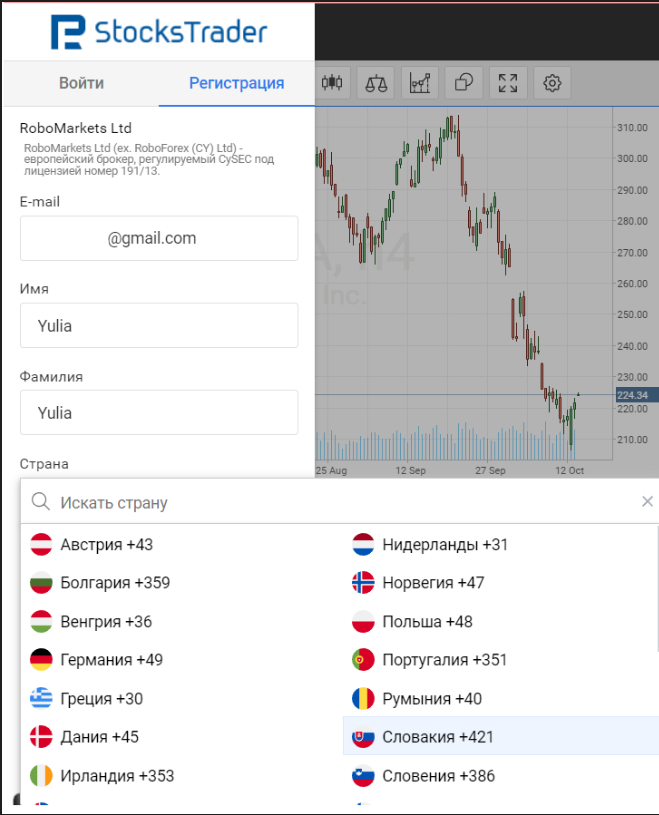 StocksTrader
Войти
Регистрация
RoboMarkets Ltd
RoboMarkets Ltd (ex. RoboForex (CY) Ltd) -
европейский брокер, регулируемый CySEC под
лицензией номер 191/13.
E-mail
@gmail.com
Имя
Yulia
Фамилия
Yulia
Страна
A, H4
Inc.
310.00
300.00
290.00
280.00
270.00
260.00
250.00
240.00
230.00
224.34
220.00
210.00
25 Aug
12 Sep
27 Sep
12 Oct
Искать страну
Австрия +43
Болгария +359
Венгрия +36
Германия +49
Греция +30
Дания +45
Ирландия +353
Нидерланды +31
Норвегия +47
Польша +48
Португалия +351
Румыния +40
Словакия +421
Словения +386